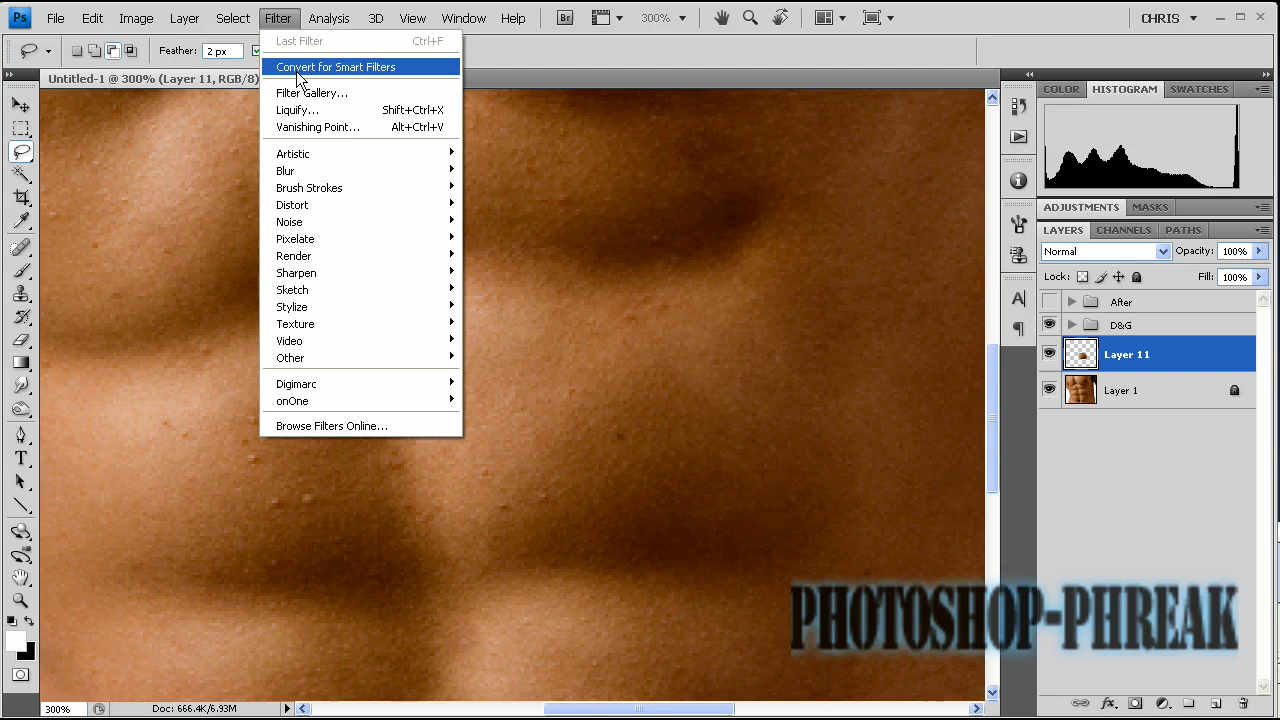 Ps File Edit Image Layer Select Filter Analysis 3D View Window Help Br 300% CHRIS
Feather: 2 px
Untitled-1 @ 300% (Layer 11, RGB/8)
Last Filter Ctrl+F
Convert for Smart Filters
Filter Gallery...
Liquify... Shift+Ctrl+X
Vanishing Point... Alt+Ctrl+V
Artistic
Blur
Brush Strokes
Distort
Noise
Pixelate
Render
Sharpen
Sketch
Stylize
Texture
Video
Other
Digimarc
onOne
Browse Filters Online...
COLOR HISTOGRAM SWATCHES
ADJUSTMENTS MASKS
LAYERS CHANNELS PATHS
Normal Opacity: 100%
Lock: Fill: 100%
After
D&G
Layer 11
Layer 1
PHOTOSHOP-PHREAK
300% Doc: 666.4K/6.93M